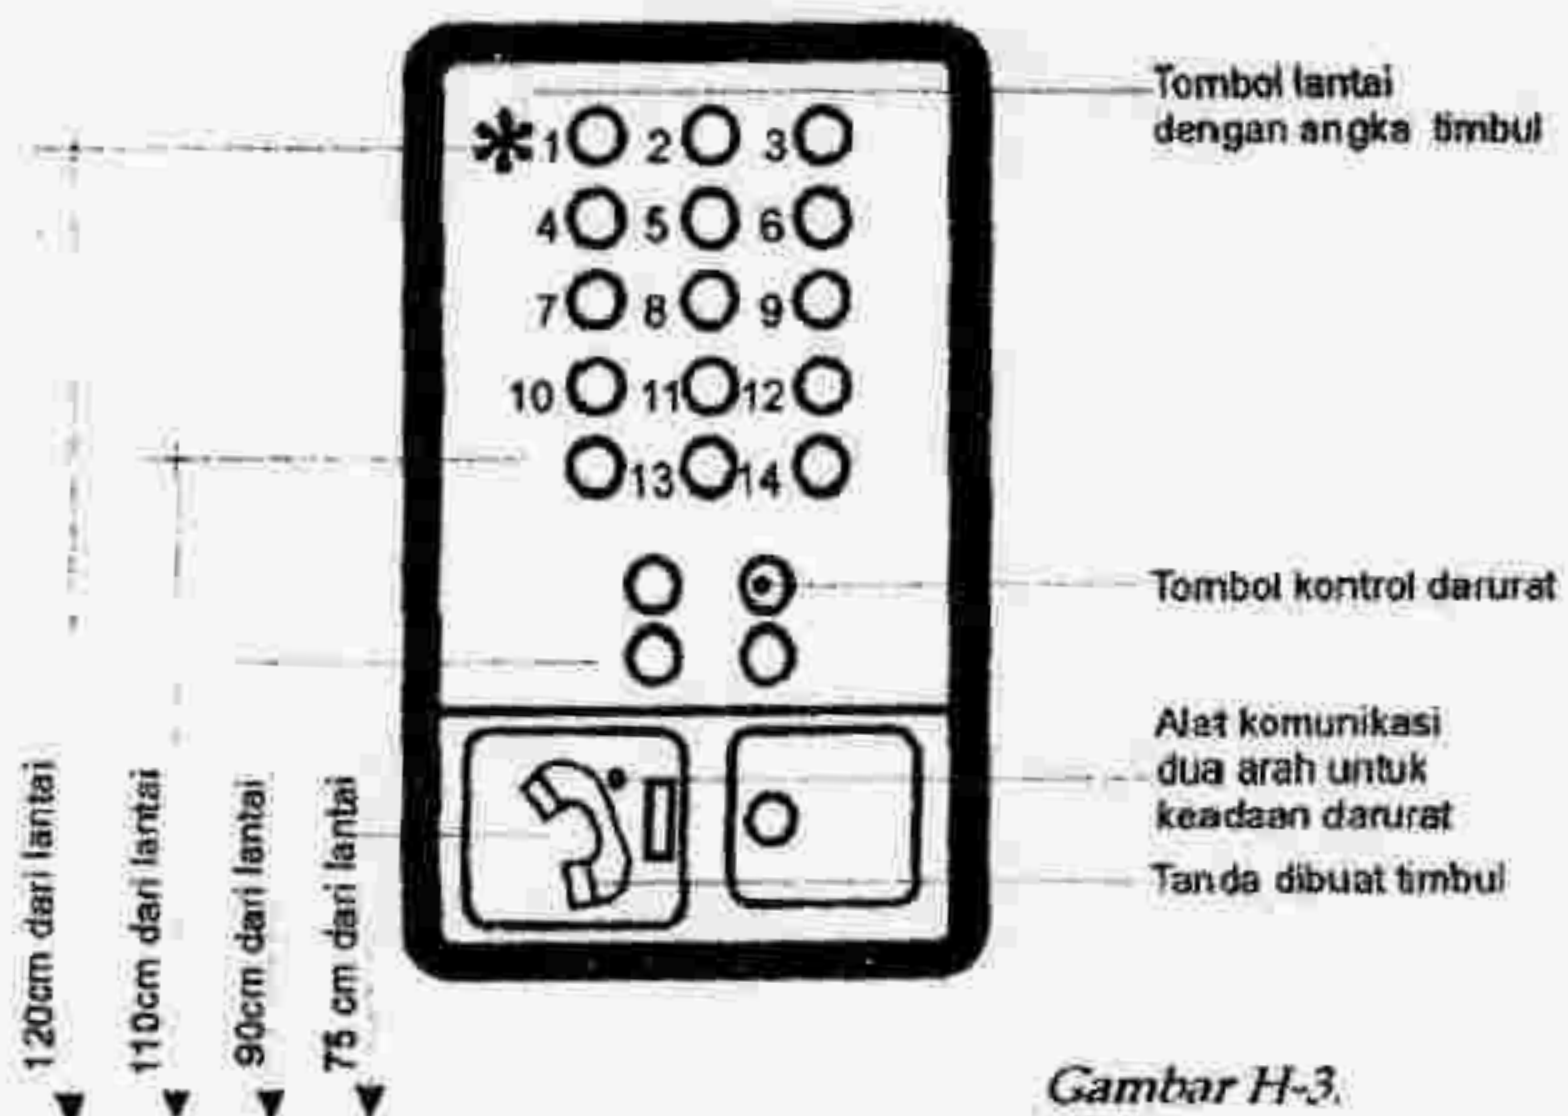 Tombol lantai
dengan angka timbul
* 1 2 3
4 5 6
7 8 9
10 11 12
13 14
Tombol kontrol darurat
Alat komunikasi
dua arah untuk
keadaan darurat
Tanda dibuat timbul
120cm dari lantai
110cm dari lantai
90cm dari lantai
75 cm dari lantai
Gambar H-3.